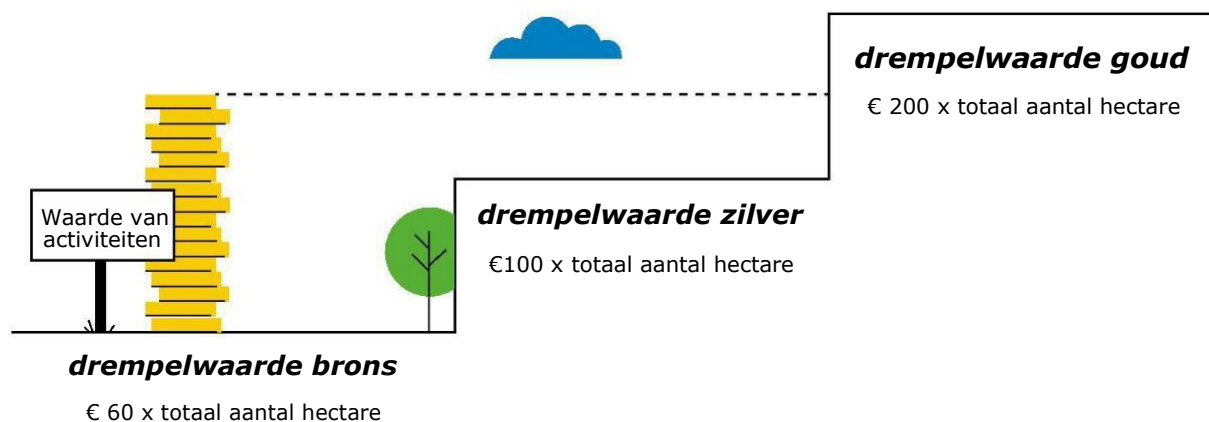 drempelwaarde goud
€ 200 x totaal aantal hectare
Waarde van
activiteiten
drempelwaarde zilver
€100 x totaal aantal hectare
drempelwaarde brons
€ 60 x totaal aantal hectare